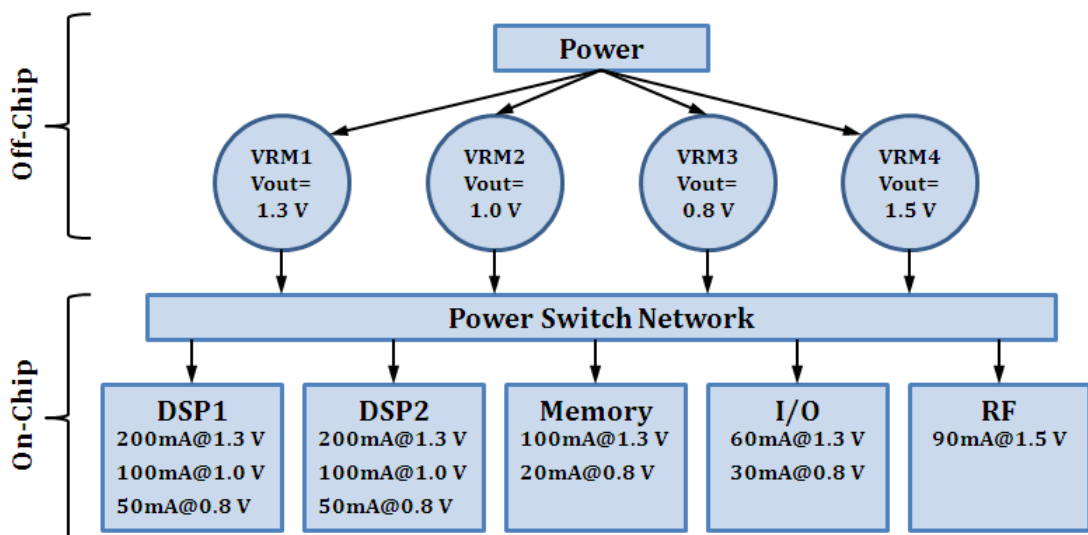 Off-Chip
Power
VRM1
Vout=
1.3 V
VRM2
Vout=
1.0 V
VRM3
Vout=
0.8 V
VRM4
Vout=
1.5 V
On-Chip
Power Switch Network
DSP1
200mA@1.3 V
100mA@1.0 V
50mA@0.8 V
DSP2
200mA@1.3 V
100mA@1.0 V
50mA@0.8 V
Memory
100mA@1.3 V
20mA@0.8 V
I/O
60mA@1.3 V
30mA@0.8 V
RF
90mA@1.5 V